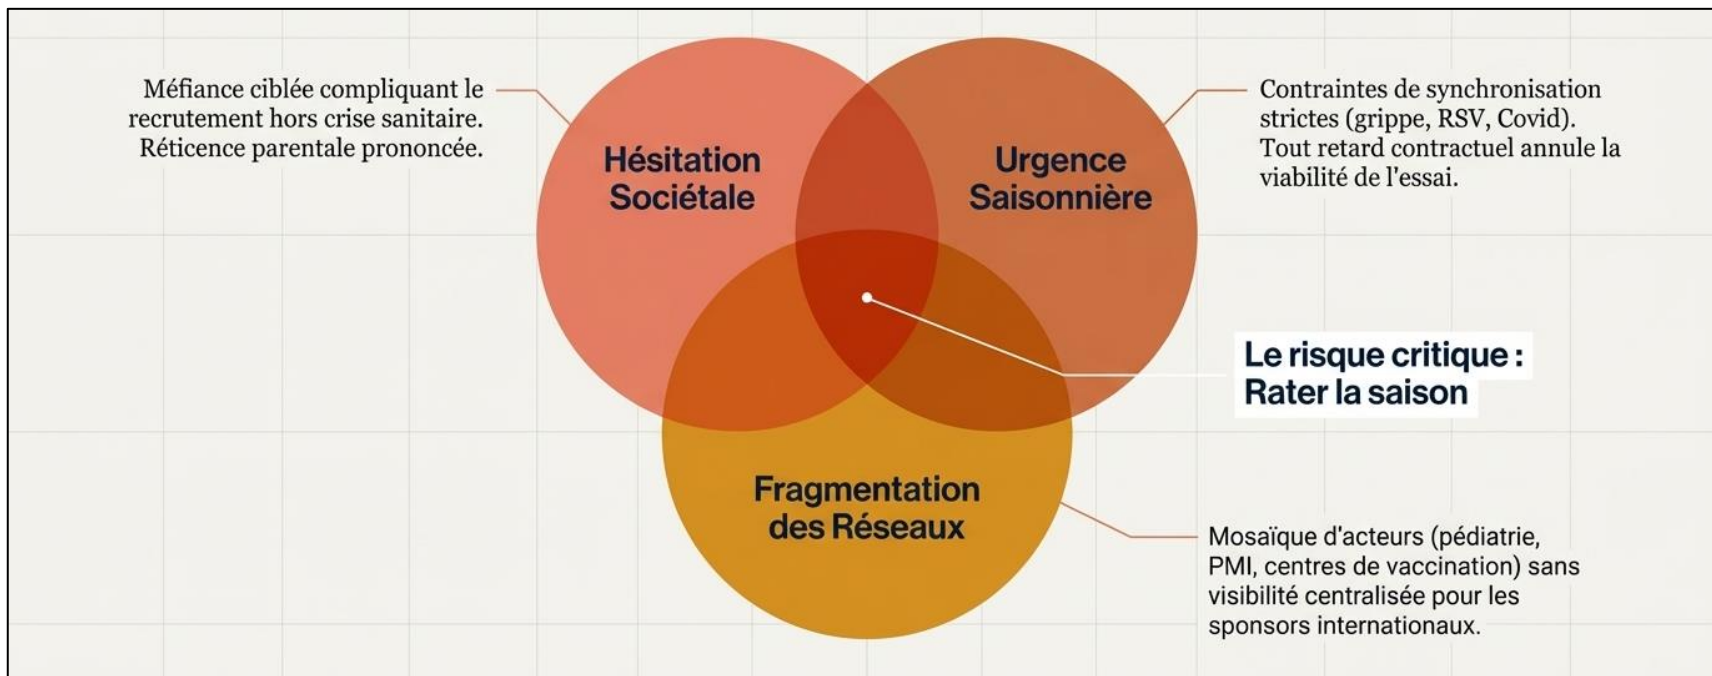 Méfiance ciblée compliquant le
recrutement hors crise sanitaire.
Réticence parentale prononcée.
Hésitation
Sociétale
Urgence
Saisonnière
Contraintes de synchronisation
strictes (grippe, RSV, Covid).
Tout retard contractuel annule la
viabilité de l'essai.
Le risque critique :
Rater la saison
Fragmentation
des Réseaux
Mosaïque d'acteurs (pédiatrie,
PMI, centres de vaccination) sans
visibilité centralisée pour les
sponsors internationaux.